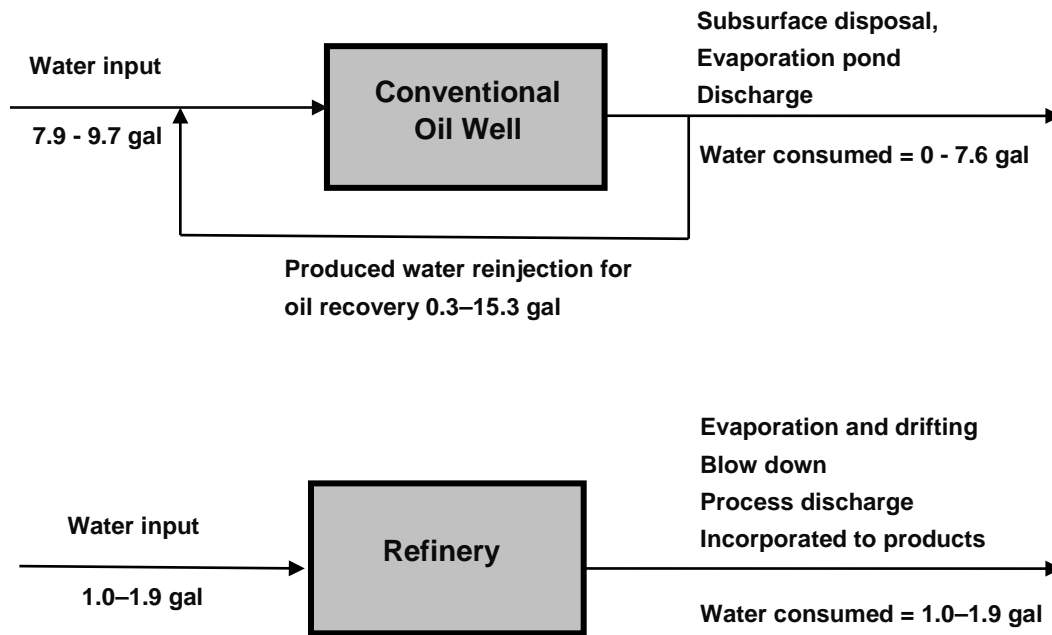 Water input
7.9 - 9.7 gal
Conventional
Oil Well
Subsurface disposal,
Evaporation pond
Discharge
Water consumed = 0 - 7.6 gal
Produced water reinjection for
oil recovery 0.3–15.3 gal
Water input
1.0–1.9 gal
Refinery
Evaporation and drifting
Blow down
Process discharge
Incorporated to products
Water consumed = 1.0–1.9 gal